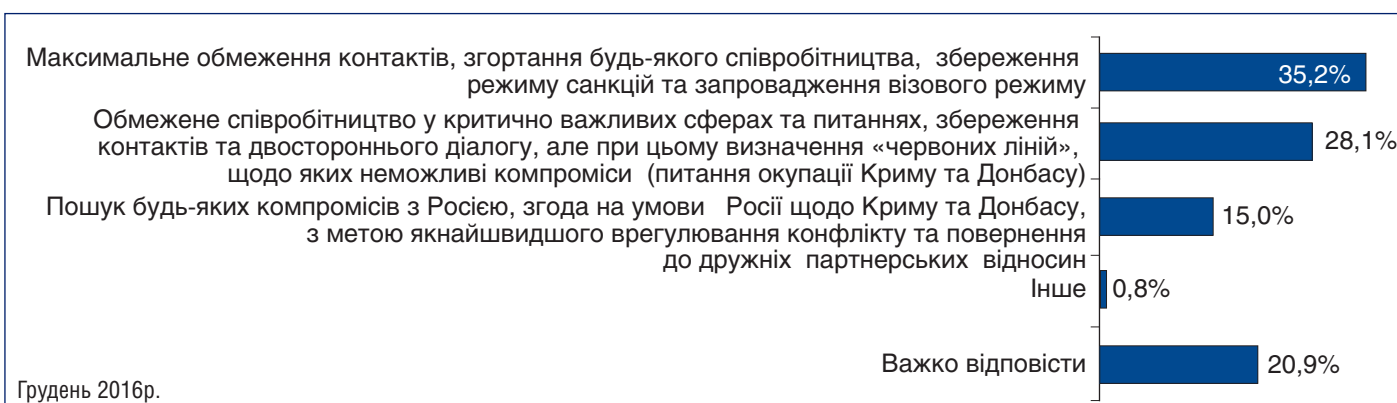 Максимальне обмеження контактів, згортання будь-якого співробітництва, збереження
режиму санкцій та запровадження візового режиму
35,2%
Обмежене співробітництво у критично важливих сферах та питаннях, збереження
контактів та двостороннього діалогу, але при цьому визначення «червоних ліній»,
щодо яких неможливі компроміси (питання окупації Криму та Донбасу)
28,1%
Пошук будь-яких компромісів з Росією, згода на умови Росії щодо Криму та Донбасу,
з метою якнайшвидшого врегулювання конфлікту та повернення
до дружніх партнерських відносин
15,0%
Інше
0,8%
Важко відповісти
20,9%
Грудень 2016р.